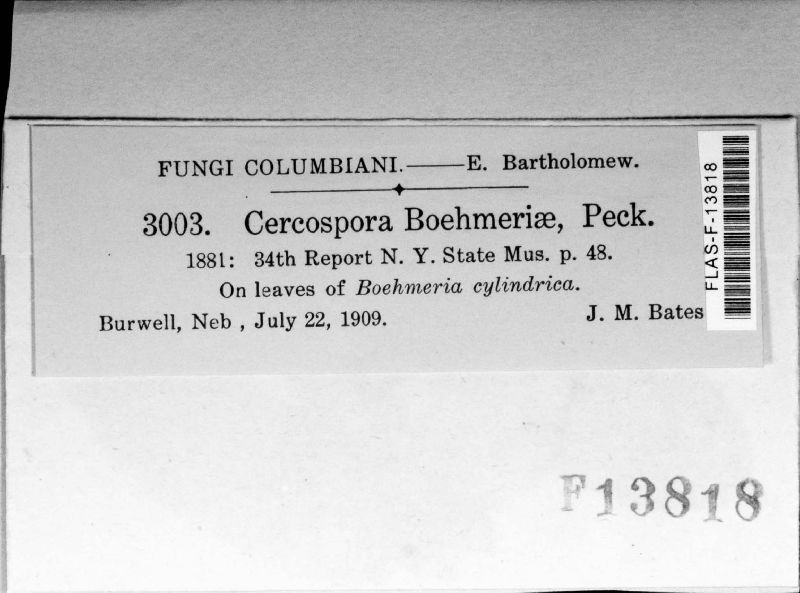 FUNGI COLUMBIANI.——E. Bartholomew.
3003. Cercospora Boehmeriæ, Peck.
1881: 34th Report N. Y. State Mus. p. 48.
On leaves of Boehmeria cylindrica.
Burwell, Neb , July 22, 1909. J. M. Bates
FLAS-F-13818
F13818